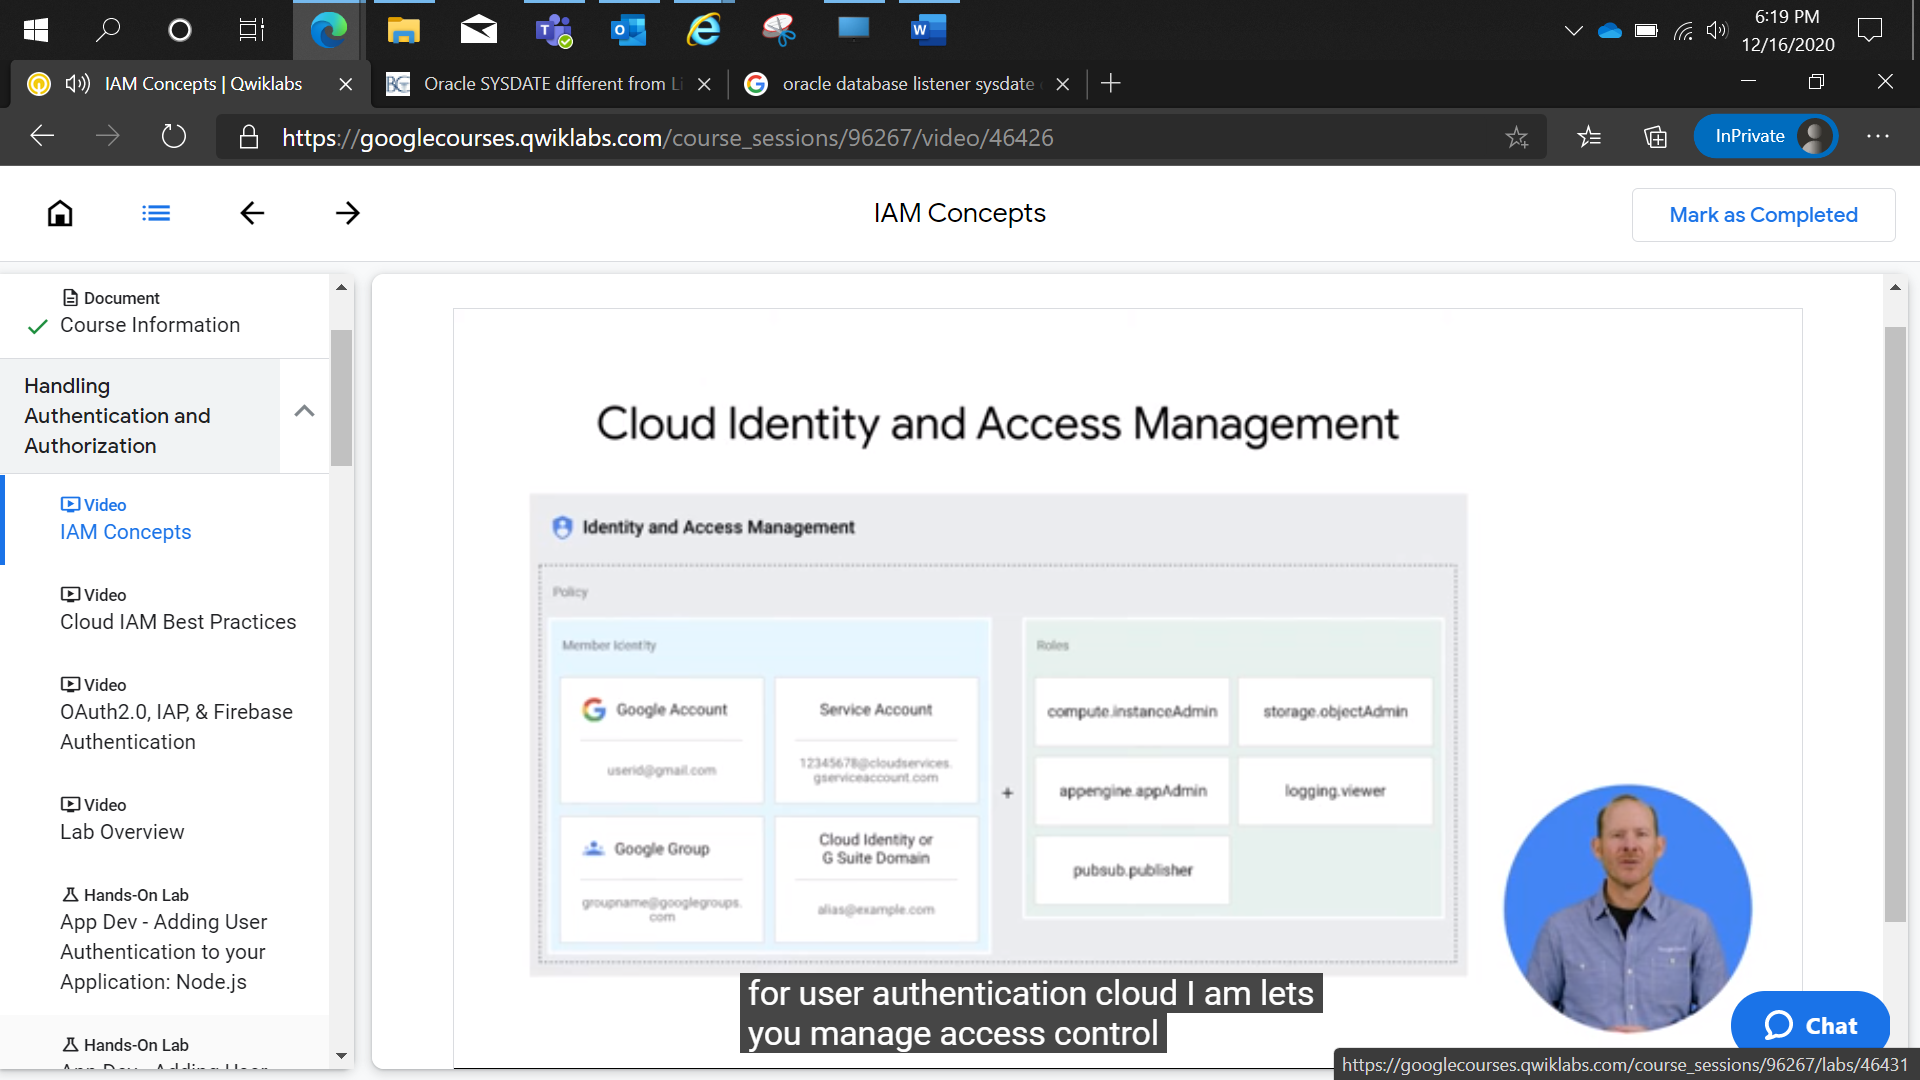 6:19 PM
12/16/2020
IAM Concepts | Qwiklabs
Oracle SYSDATE different from Li
oracle database listener sysdate
https://googlecourses.qwiklabs.com/course_sessions/96267/video/46426
InPrivate
IAM Concepts
Mark as Completed
Document
Course Information
Handling
Authentication and
Authorization
Video
IAM Concepts
Video
Cloud IAM Best Practices
Video
OAuth2.0, IAP, & Firebase
Authentication
Video
Lab Overview
Hands-On Lab
App Dev - Adding User
Authentication to your
Application: Node.js
Hands-On Lab
App Dev - Adding User
Cloud Identity and Access Management
Identity and Access Management
Policy
Member Identity
Google Account
userid@gmail.com
Service Account
12345678@cloudservices.
gserviceaccount.com
Google Group
groupname@googlegroups.
com
Cloud Identity or
G Suite Domain
alias@example.com
+
Roles
compute.instanceAdmin
storage.objectAdmin
appengine.appAdmin
logging.viewer
pubsub.publisher
for user authentication cloud I am lets
you manage access control
Chat
https://googlecourses.qwiklabs.com/course_sessions/96267/labs/46431